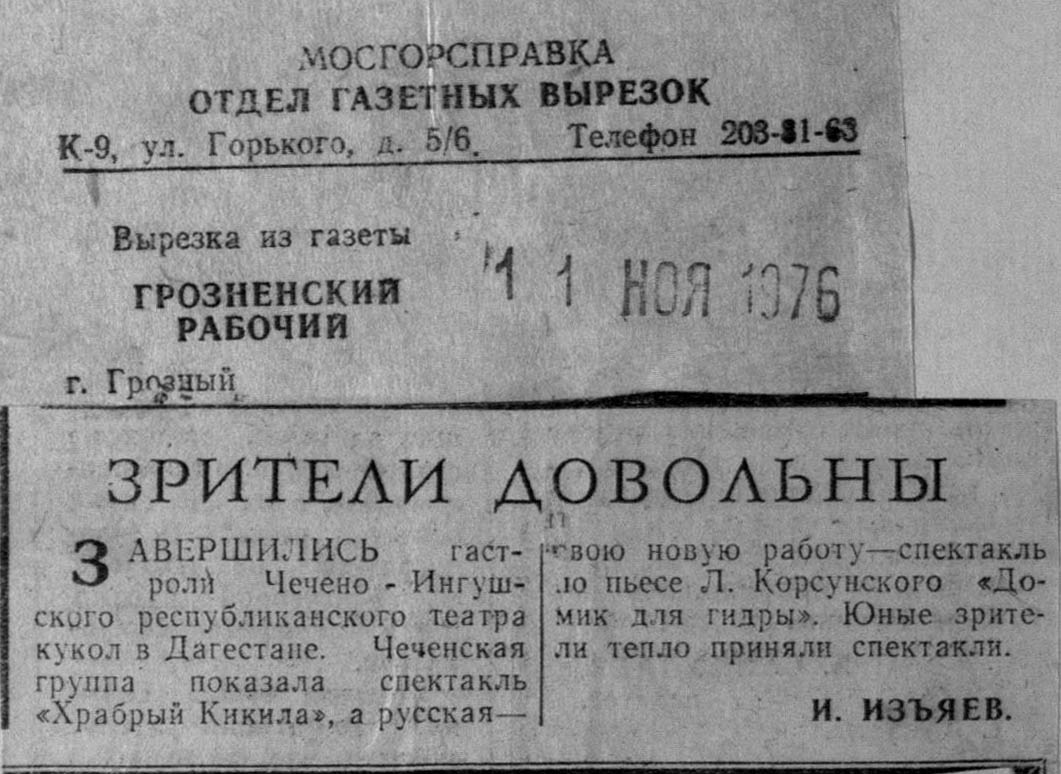 МОСГОРСПРАВКА
ОТДЕЛ ГАЗЕТНЫХ ВЫРЕЗОК
К-9, ул. Горького, д. 5/6. Телефон 203-81-63
Вырезка из газеты
ГРОЗНЕНСКИЙ
РАБОЧИЙ
11 НОЯ 1976
г. Грозный
ЗРИТЕЛИ ДОВОЛЬНЫ
ЗАВЕРШИЛИСЬ гаст-
роли Чечено - Ингуш-
ского республиканского театра
кукол в Дагестане. Чеченская
группа показала спектакль
«Храбрый Кикила», а русская—
свою новую работу—спектакль
по пьесе Л. Корсунского «До-
мик для гидры». Юные зрите-
ли тепло приняли спектакли.
И. ИЗЪЯЕВ.